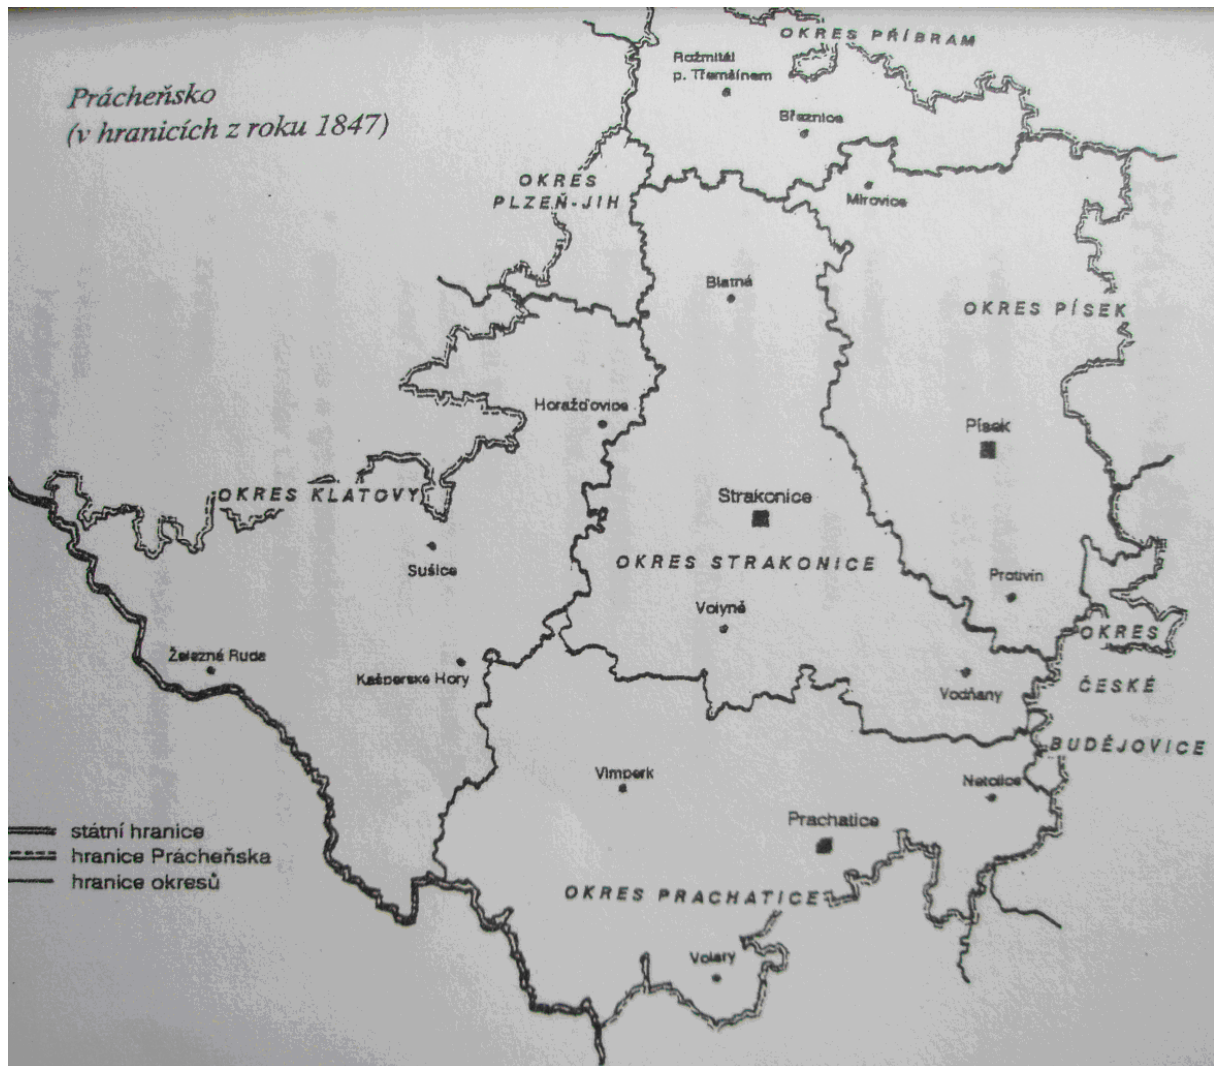 Prácheňsko
(v hranicích z roku 1847)
OKRES PŘÍBRAM
Rožmitál
p. Třemšínem
Březnice
OKRES
PLZEŇ-JIH
Mirovice
Blatná
OKRES PÍSEK
Horažďovice
Písek
OKRES KLATOVY
Strakonice
Sušice
OKRES STRAKONICE
Protivín
Volyně
OKRES
Železná Ruda
Kašperské Hory
Vodňany
ČESKÉ
BUDĚJOVICE
Vimperk
Netolice
Prachatice
státní hranice
hranice Prácheňska
hranice okresů
OKRES PRACHATICE
Volary